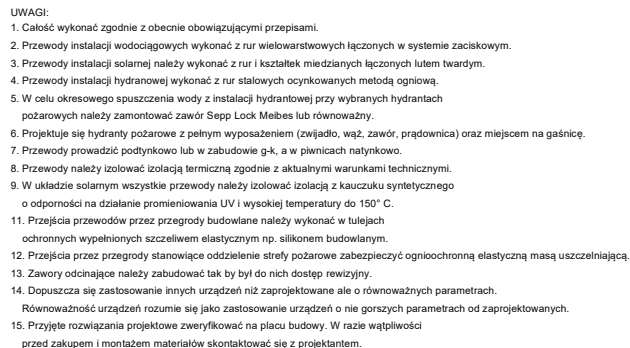 UWAGI:
1. Całość wykonać zgodnie z obecnie obowiązującymi przepisami.
2. Przewody instalacji wodociągowych wykonać z rur wielowarstwowych łączonych w systemie zaciskowym.
3. Przewody instalacji solarnej należy wykonać z rur i kształtek miedzianych łączonych lutem twardym.
4. Przewody instalacji hydranowej wykonać z rur stalowych ocynkowanych metodą ogniową.
5. W celu okresowego spuszczenia wody z instalacji hydrantowej przy wybranych hydrantach
pożarowych należy zamontować zawór Sepp Lock Meibes lub równoważny.
6. Projektuje się hydranty pożarowe z pełnym wyposażeniem (zwijadło, wąż, zawór, prądownica) oraz miejscem na gaśnicę.
7. Przewody prowadzić podtynkowo lub w zabudowie g-k, a w piwnicach natynkowo.
8. Przewody należy izolować izolacją termiczną zgodnie z aktualnymi warunkami technicznymi.
9. W układzie solarnym wszystkie przewody należy izolować izolacją z kauczuku syntetycznego
o odporności na działanie promieniowania UV i wysokiej temperatury do 150° C.
11. Przejścia przewodów przez przegrody budowlane należy wykonać w tulejach
ochronnych wypełnionych szczeliwem elastycznym np. silikonem budowlanym.
12. Przejścia przez przegrody stanowiące oddzielenie strefy pożarowe zabezpieczyć ognioochronną elastyczną masą uszczelniającą.
13. Zawory odcinające należy zabudować tak by był do nich dostęp rewizyjny.
14. Dopuszcza się zastosowanie innych urządzeń niż zaprojektowane ale o równoważnych parametrach.
Równoważność urządzeń rozumie się jako zastosowanie urządzeń o nie gorszych parametrach od zaprojektowanych.
15. Przyjęte rozwiązania projektowe zweryfikować na placu budowy. W razie wątpliwości
przed zakupem i montażem materiałów skontaktować się z projektantem.